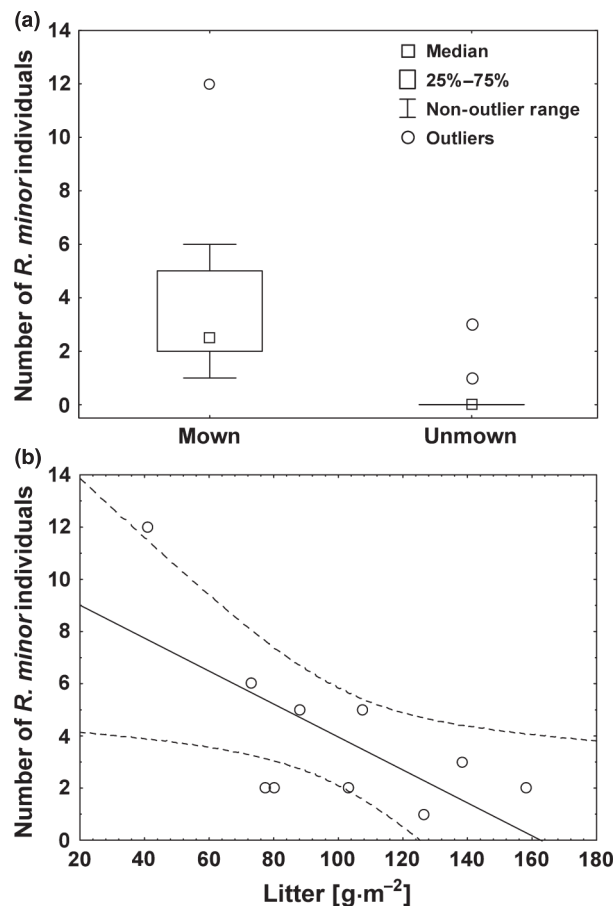 (a)
14
12
10
8
6
4
2
0
Number of R. minor individuals
Median
25%–75%
Non-outlier range
Outliers
Mown Unmown
(b)
14
12
10
8
6
4
2
0
Number of R. minor individuals
20 40 60 80 100 120 140 160 180
Litter [g·m⁻²]